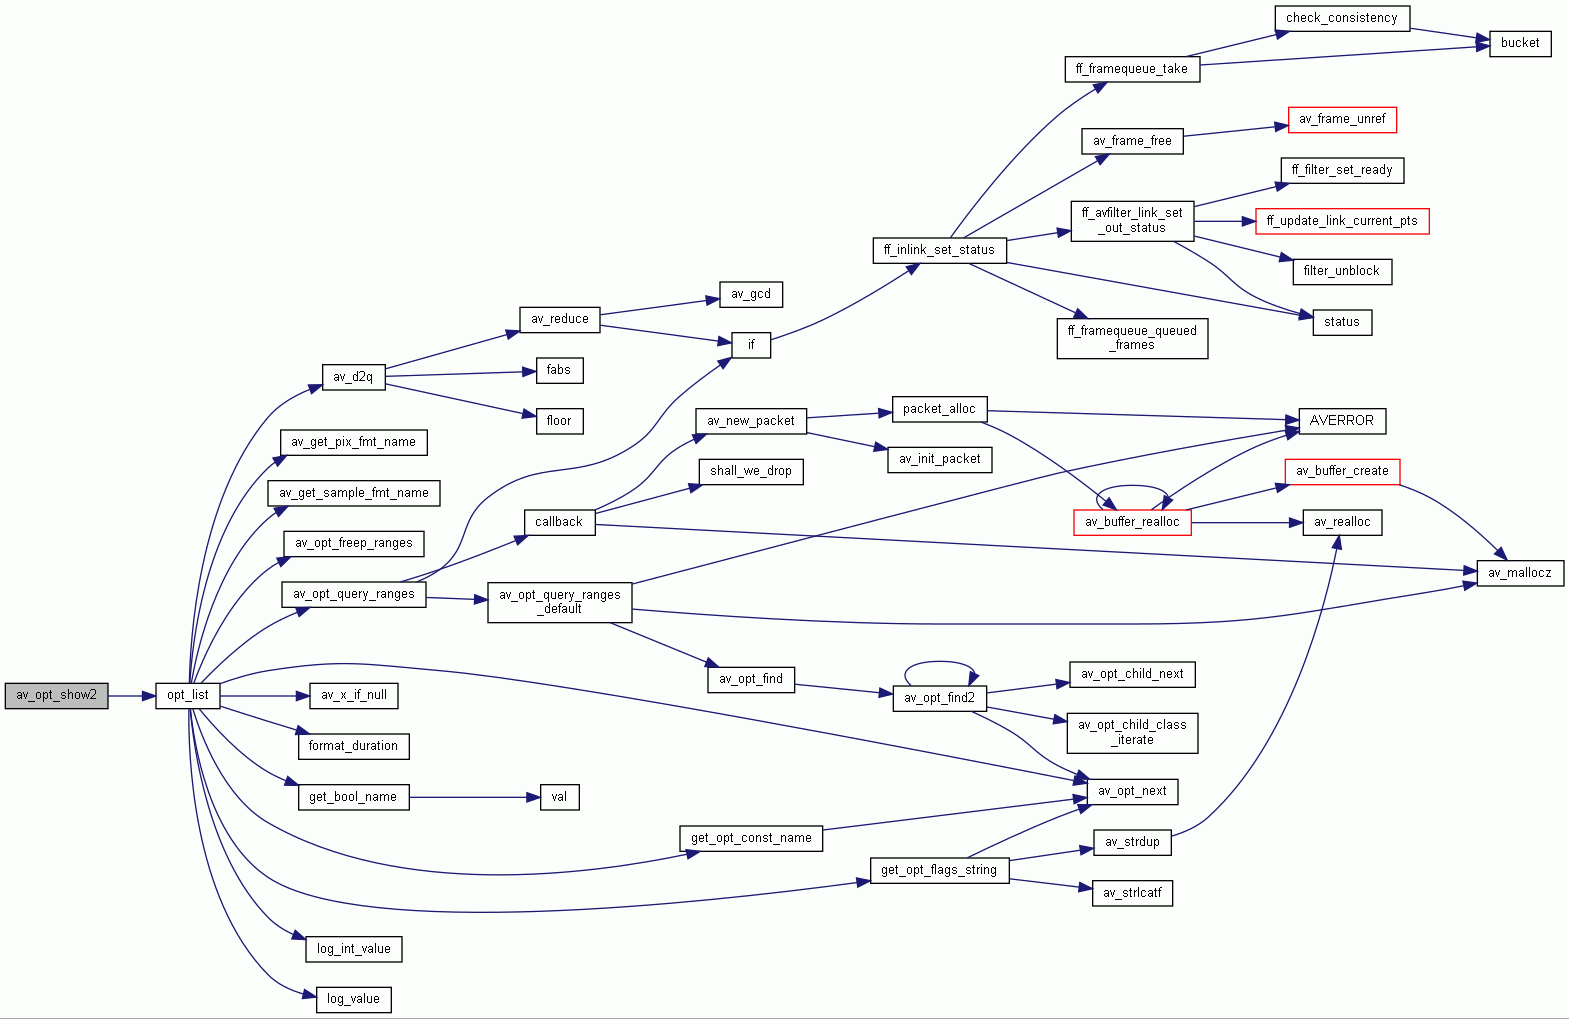 check_consistency
bucket
ff_framequeue_take
av_frame_unref
av_frame_free
ff_filter_set_ready
ff_avfilter_link_set
_out_status
ff_update_link_current_pts
ff_inlink_set_status
filter_unblock
av_gcd
av_reduce
status
ff_framequeue_queued
_frames
if
av_d2q
fabs
packet_alloc
floor
av_new_packet
AVERROR
av_get_pix_fmt_name
av_init_packet
shall_we_drop
av_buffer_create
av_get_sample_fmt_name
callback
av_buffer_realloc
av_realloc
av_opt_freep_ranges
av_mallocz
av_opt_query_ranges
av_opt_query_ranges
_default
av_opt_child_next
av_opt_find
av_opt_show2
opt_list
av_x_if_null
av_opt_find2
av_opt_child_class
_iterate
format_duration
av_opt_next
get_bool_name
val
get_opt_const_name
av_strdup
get_opt_flags_string
av_strlcatf
log_int_value
log_value